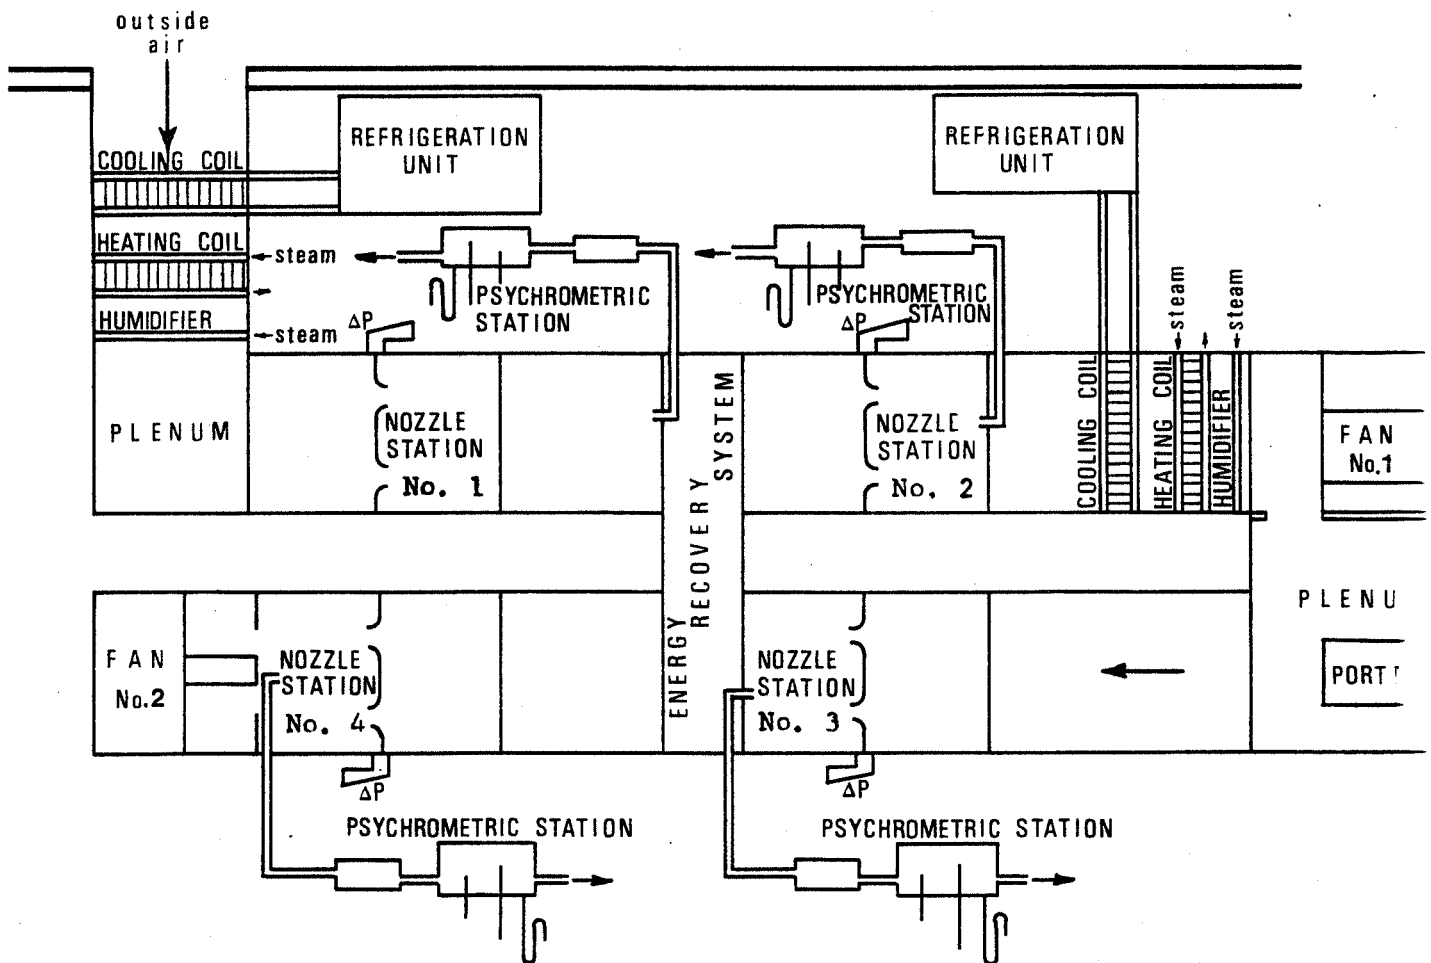 outside
air
COOLING COIL
REFRIGERATION
UNIT
REFRIGERATION
UNIT
HEATING COIL
steam
HUMIDIFIER
steam
ΔP
PSYCHROMETRIC
STATION
ΔP
PSYCHROMETRIC
STATION
steam
steam
PLENUM
NOZZLE
STATION
No. 1
ENERGY RECOVERY SYSTEM
NOZZLE
STATION
No. 2
COOLING COIL
HEATING COIL
HUMIDIFIER
FAN
No.1
FAN
No.2
NOZZLE
STATION
No. 4
NOZZLE
STATION
No. 3
PLENU
PORT
ΔP
ΔP
PSYCHROMETRIC STATION
PSYCHROMETRIC STATION